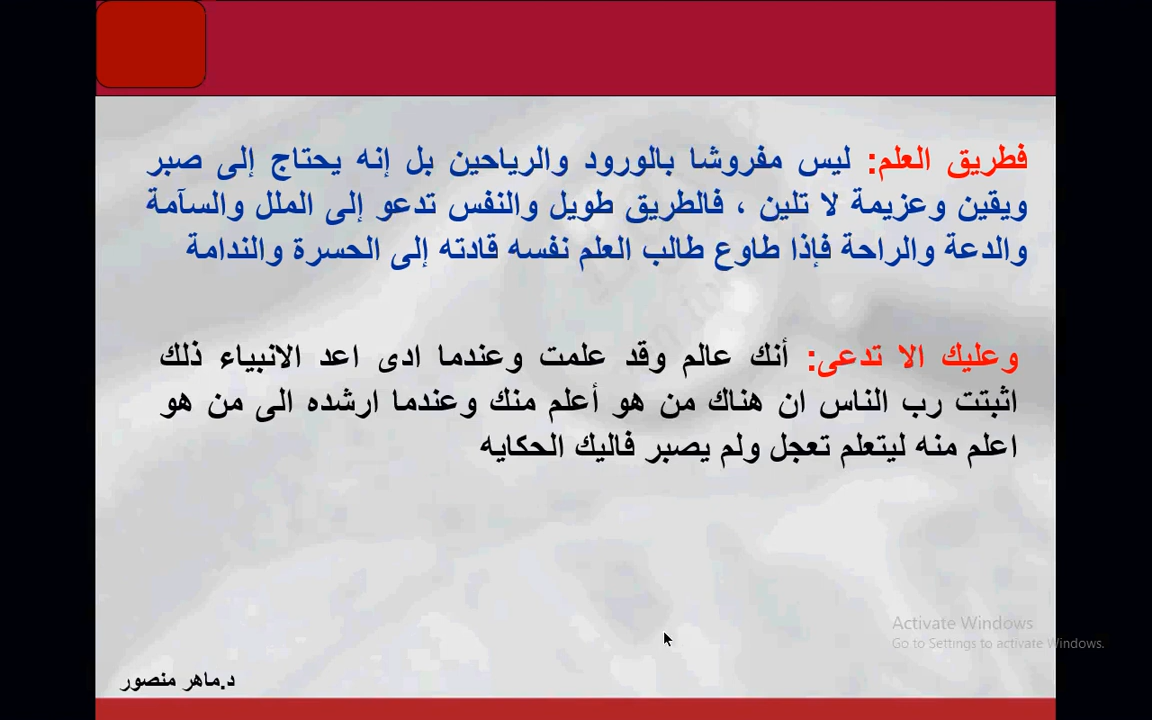 فطريق العلم: ليس مفروشا بالورود والرياحين بل إنه يحتاج إلى صبر
ويقين وعزيمة لا تلين ، فالطريق طويل والنفس تدعو إلى الملل والسآمة
والدعة والراحة فإذا طاوع طالب العلم نفسه قادته إلى الحسرة والندامة
وعليك الا تدعى: أنك عالم وقد علمت وعندما ادى اعد الانبياء ذلك
اثبتت رب الناس ان هناك من هو أعلم منك وعندما ارشده الى من هو
اعلم منه ليتعلم تعجل ولم يصبر فاليك الحكايه
Activate Windows
Go to Settings to activate Windows.
د.ماهر منصور